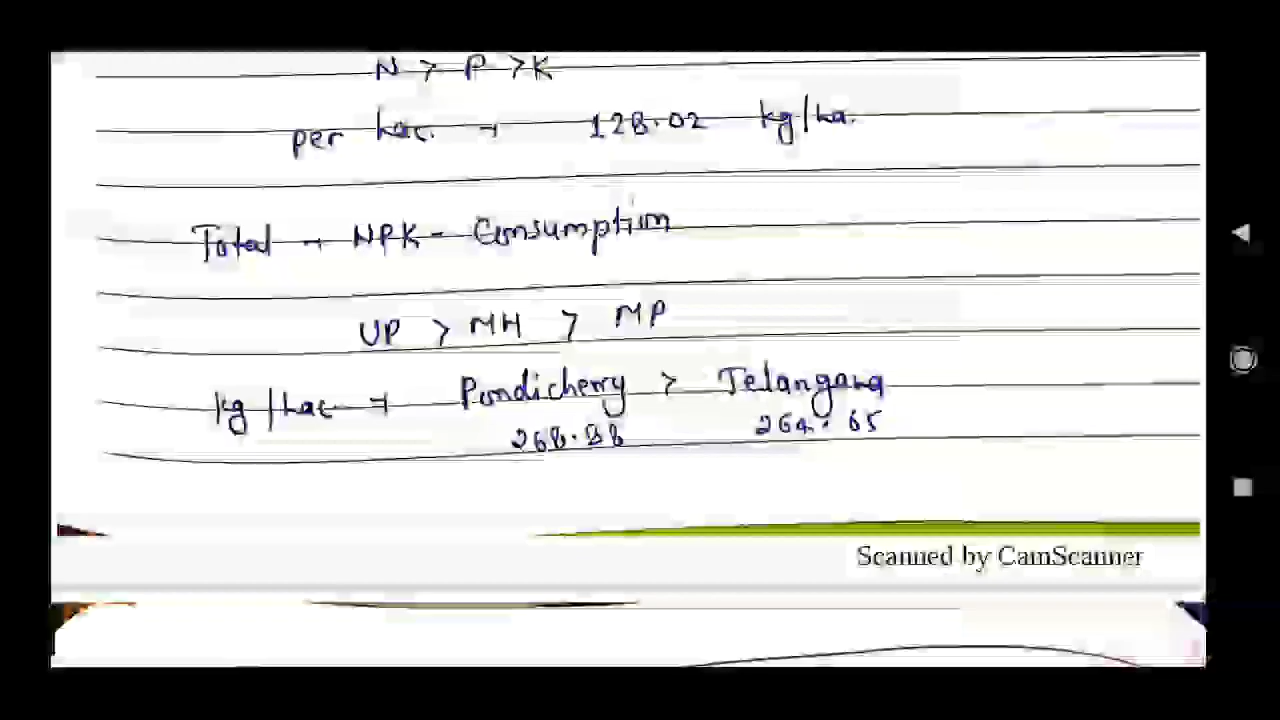 N > P > K
per hac. → 128.02 kg/ha.
Total → NPK - Consumption
UP > MH > MP
kg/hac → Pondicherry > Telangana
268.88 264.65
Scanned by CamScanner